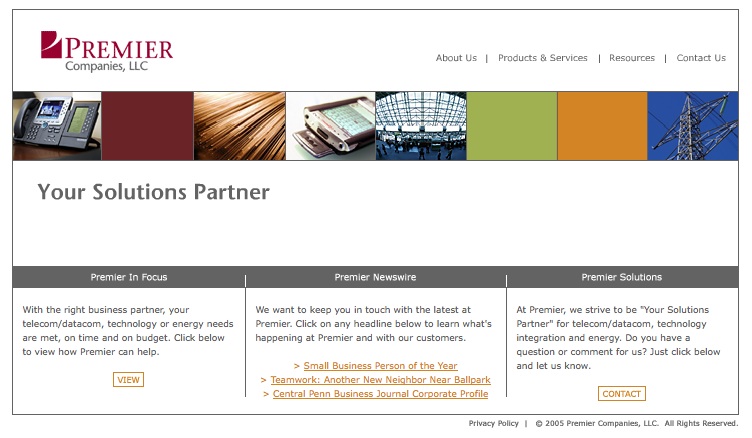 PREMIER
Companies, LLC
About Us | Products & Services | Resources | Contact Us
Your Solutions Partner
Premier In Focus
With the right business partner, your
telecom/datacom, technology or energy needs
are met, on time and on budget. Click below
to view how Premier can help.
VIEW
Premier Newswire
We want to keep you in touch with the latest at
Premier. Click on any headline below to learn what's
happening at Premier and with our customers.
> Small Business Person of the Year
> Teamwork: Another New Neighbor Near Ballpark
> Central Penn Business Journal Corporate Profile
Premier Solutions
At Premier, we strive to be "Your Solutions
Partner" for telecom/datacom, technology
integration and energy. Do you have a
question or comment for us? Just click below
and let us know.
CONTACT
Privacy Policy | © 2005 Premier Companies, LLC. All Rights Reserved.